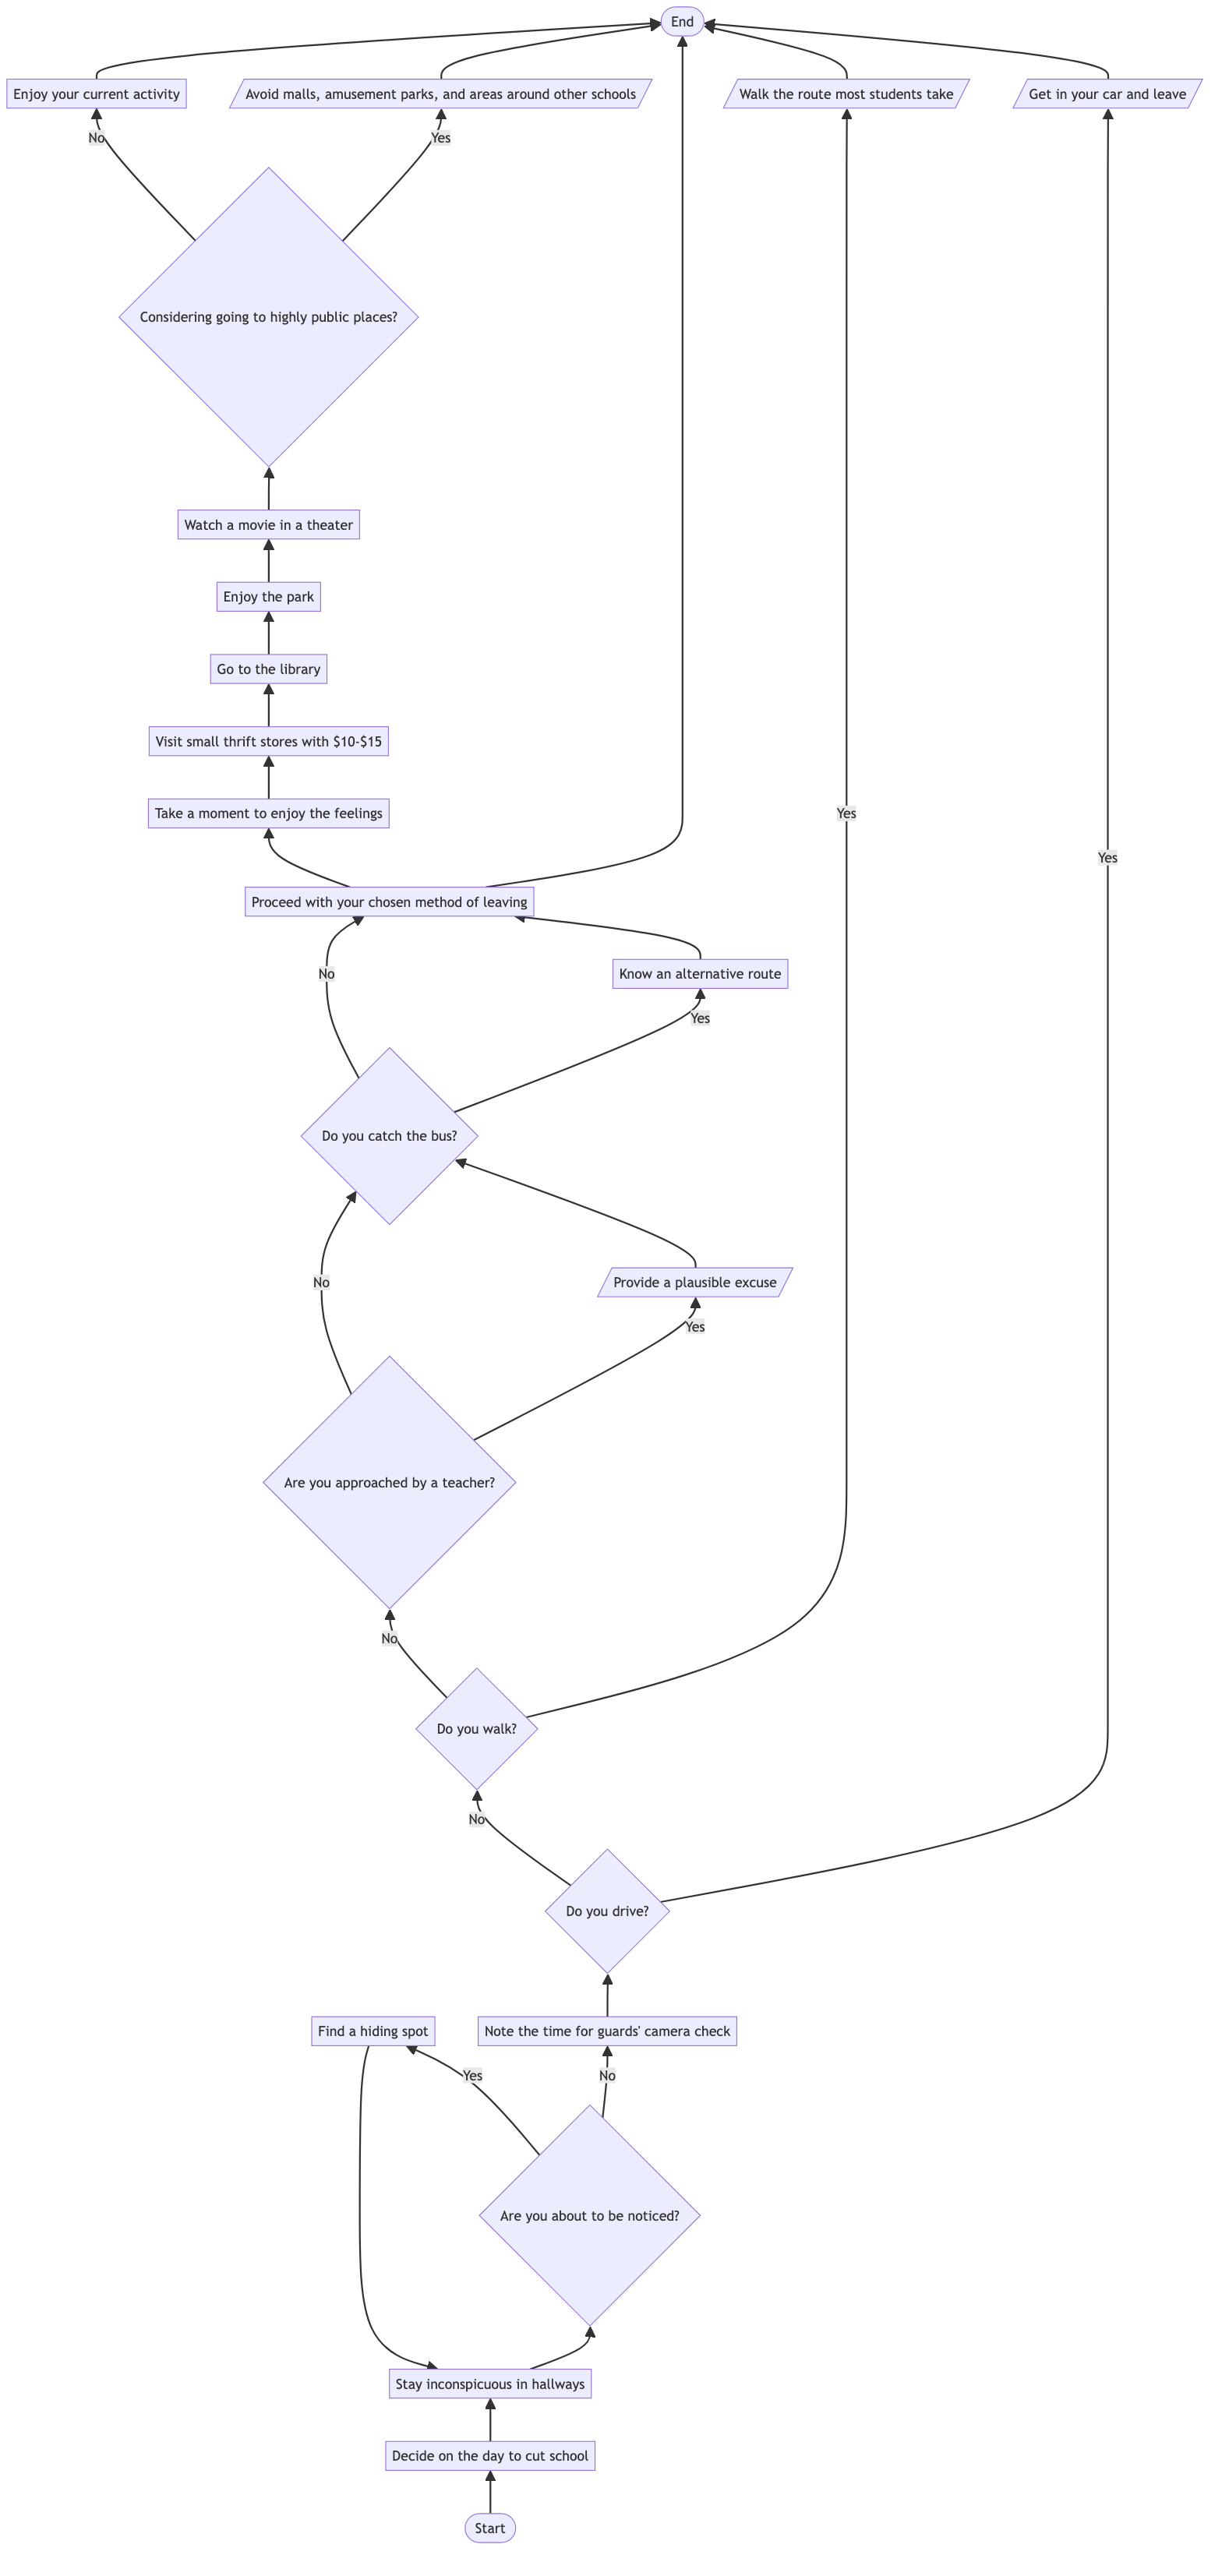 End
Enjoy your current activity
Avoid malls, amusement parks, and areas around other schools
Walk the route most students take
Get in your car and leave
No
Yes
Considering going to highly public places?
Watch a movie in a theater
Enjoy the park
Go to the library
Visit small thrift stores with $10-$15
Take a moment to enjoy the feelings
Yes
Yes
Proceed with your chosen method of leaving
No
Know an alternative route
Yes
Do you catch the bus?
No
Provide a plausible excuse
Yes
Are you approached by a teacher?
No
Do you walk?
No
Do you drive?
Find a hiding spot
Note the time for guards' camera check
Yes
No
Are you about to be noticed?
Stay inconspicuous in hallways
Decide on the day to cut school
Start